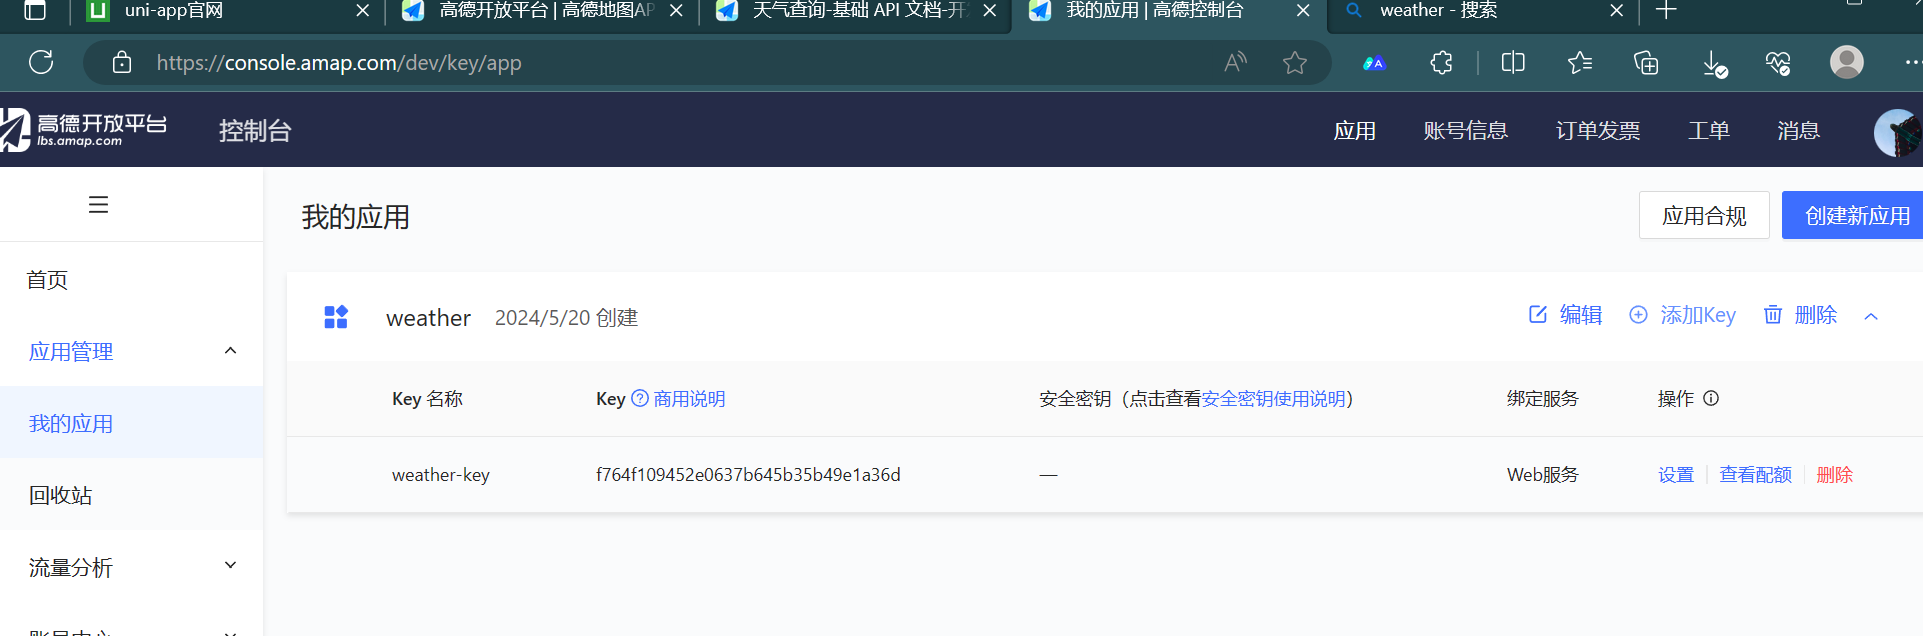 uni-app官网
高德开放平台 | 高德地图AP
天气查询-基础 API 文档-开
我的应用 | 高德控制台
weather - 搜索
https://console.amap.com/dev/key/app
高德开放平台
lbs.amap.com
控制台
应用
账号信息
订单发票
工单
消息
我的应用
应用合规
创建新应用
首页
应用管理
我的应用
回收站
流量分析
weather 2024/5/20 创建
编辑
添加Key
删除
Key 名称
Key 商用说明
安全密钥（点击查看安全密钥使用说明）
绑定服务
操作
weather-key
f764f109452e0637b645b35b49e1a36d
—
Web服务
设置
查看配额
删除